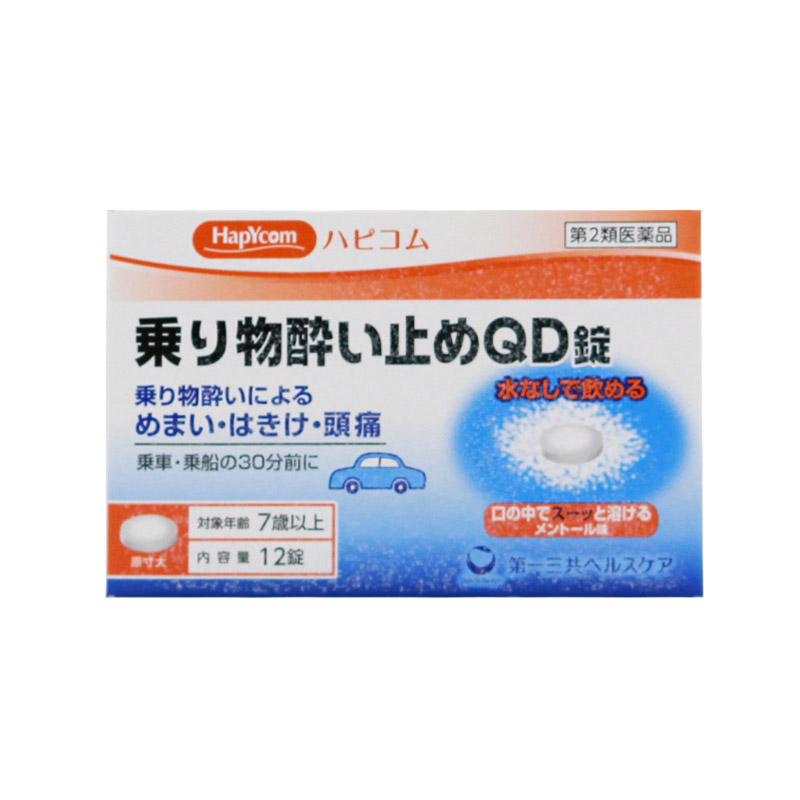 HapYcom ハピコム
第2類医薬品
乗り物酔い止めQD錠
乗り物酔いによる
めまい・はきけ・頭痛
乗車・乗船の30分前に
水なしで飲める
口の中でスーッと溶ける
メントール味
原寸大
対象年齢 7歳以上
内容量 12錠
第一三共ヘルスケア